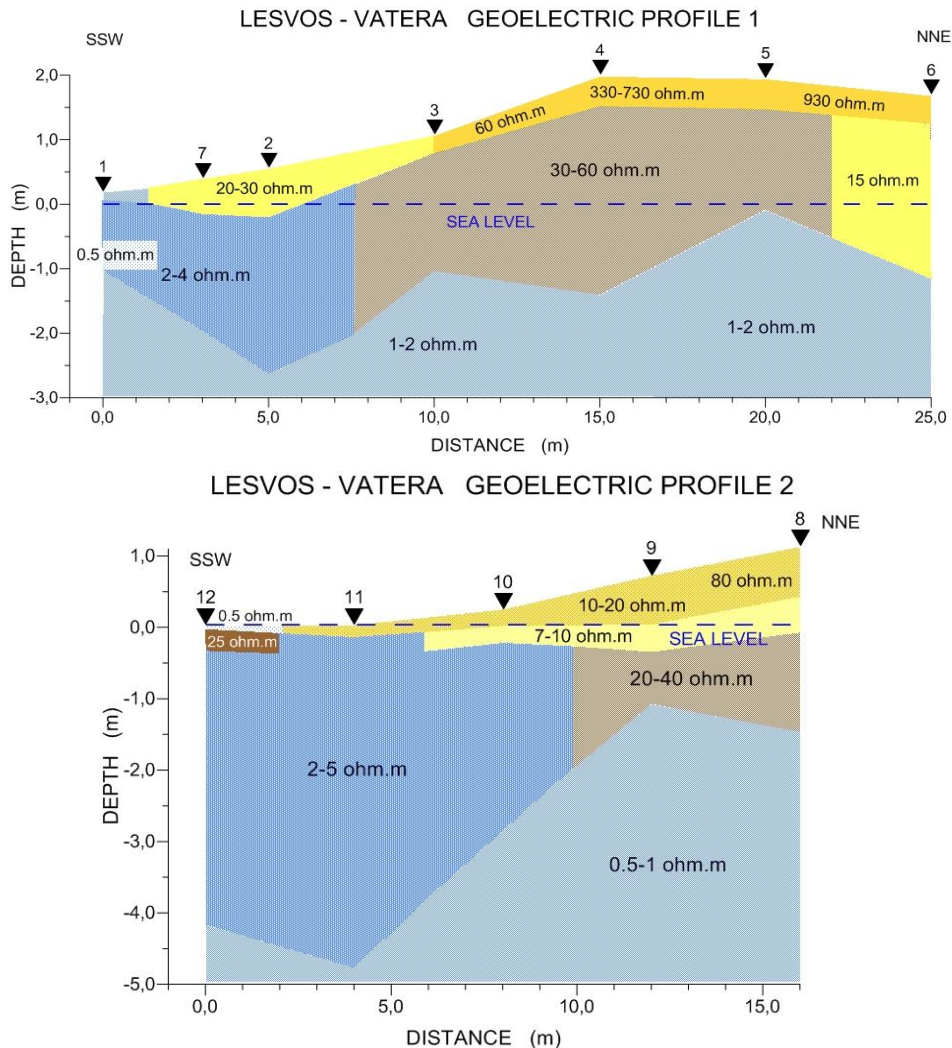 LESVOS - VATERA GEOELECTRIC PROFILE 1
SSW
NNE
1
7
2
3
4
5
6
2,0
1,0
0,0
-1,0
-2,0
-3,0
DEPTH (m)
330-730 ohm.m
930 ohm.m
60 ohm.m
20-30 ohm.m
30-60 ohm.m
15 ohm.m
SEA LEVEL
0.5 ohm.m
2-4 ohm.m
1-2 ohm.m
1-2 ohm.m
0,0
5,0
10,0
15,0
20,0
25,0
DISTANCE (m)
LESVOS - VATERA GEOELECTRIC PROFILE 2
SSW
NNE
12
11
10
9
8
1,0
0,0
-1,0
-2,0
-3,0
-4,0
-5,0
DEPTH (m)
80 ohm.m
0.5 ohm.m
10-20 ohm.m
25 ohm.m
7-10 ohm.m
SEA LEVEL
20-40 ohm.m
2-5 ohm.m
0.5-1 ohm.m
0,0
5,0
10,0
15,0
DISTANCE (m)